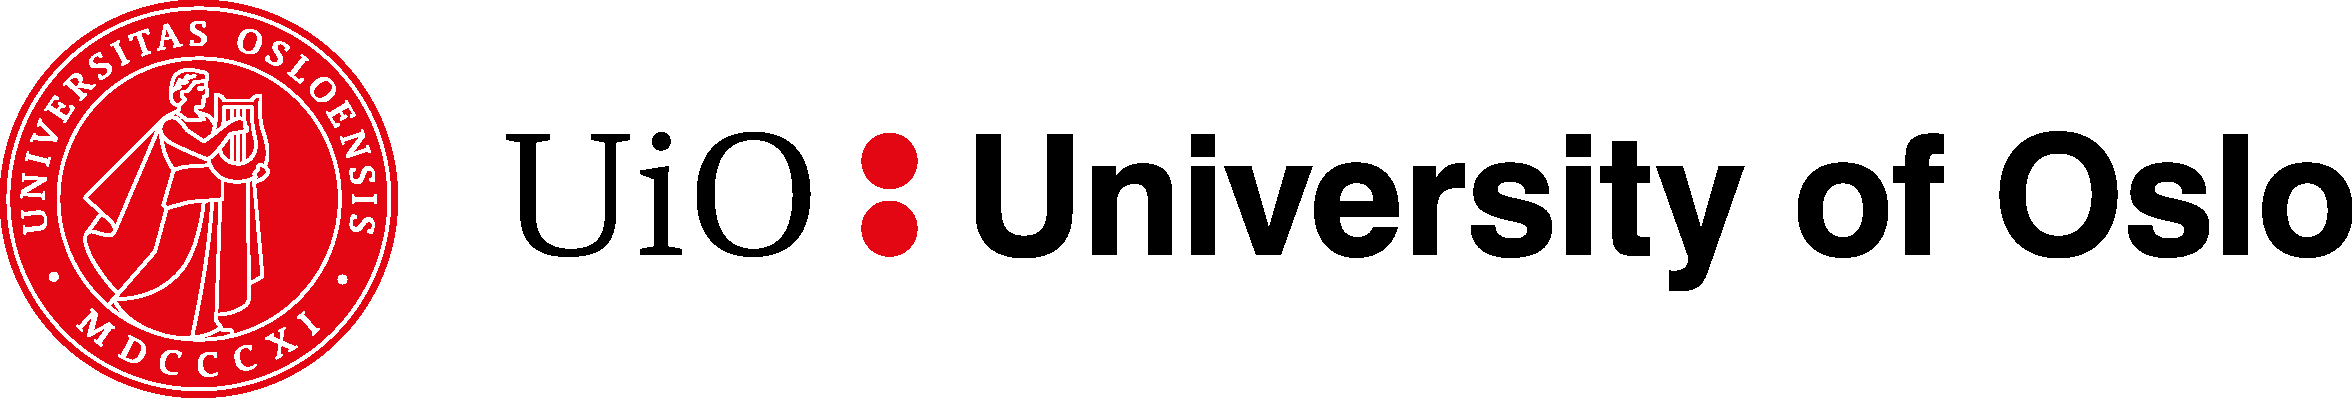 UNIVERSITAS OSLOENSIS
MDCCCXI
UiO : University of Oslo